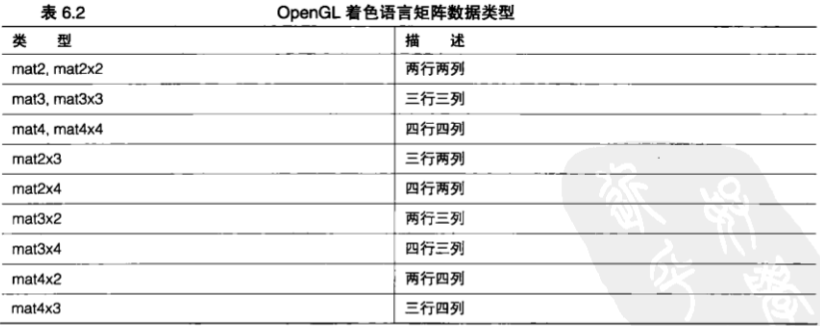 表 6.2 OpenGL 着色语言矩阵数据类型
类 型 描 述
mat2, mat2x2 两行两列
mat3, mat3x3 三行三列
mat4, mat4x4 四行四列
mat2x3 三行两列
mat2x4 四行两列
mat3x2 两行三列
mat3x4 四行三列
mat4x2 两行四列
mat4x3 三行四列